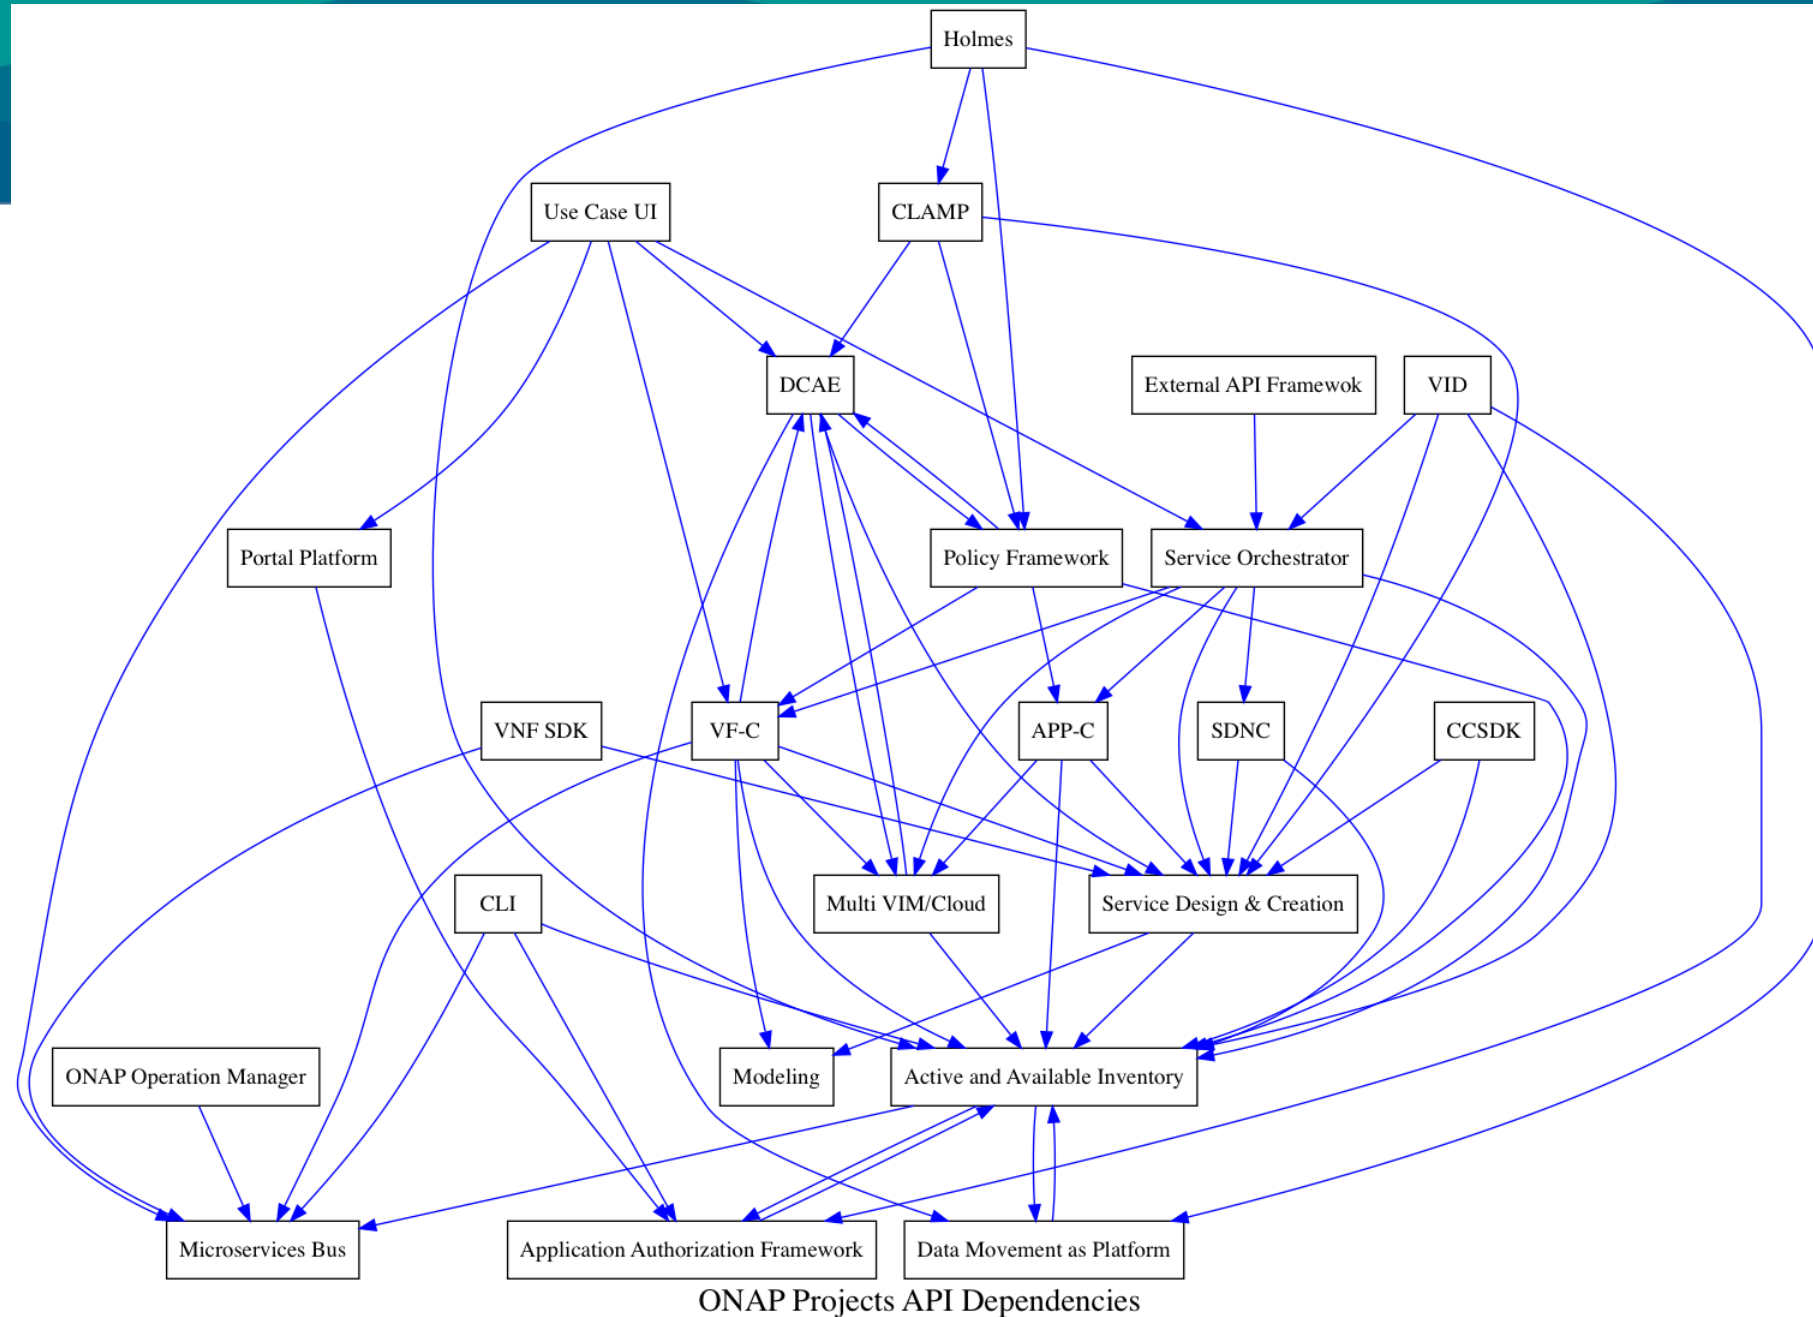 Holmes
Use Case UI
CLAMP
DCAE
External API Framewok
VID
Portal Platform
Policy Framework
Service Orchestrator
VNF SDK
VF-C
APP-C
SDNC
CCSDK
CLI
Multi VIM/Cloud
Service Design & Creation
ONAP Operation Manager
Modeling
Active and Available Inventory
Microservices Bus
Application Authorization Framework
Data Movement as Platform
ONAP Projects API Dependencies